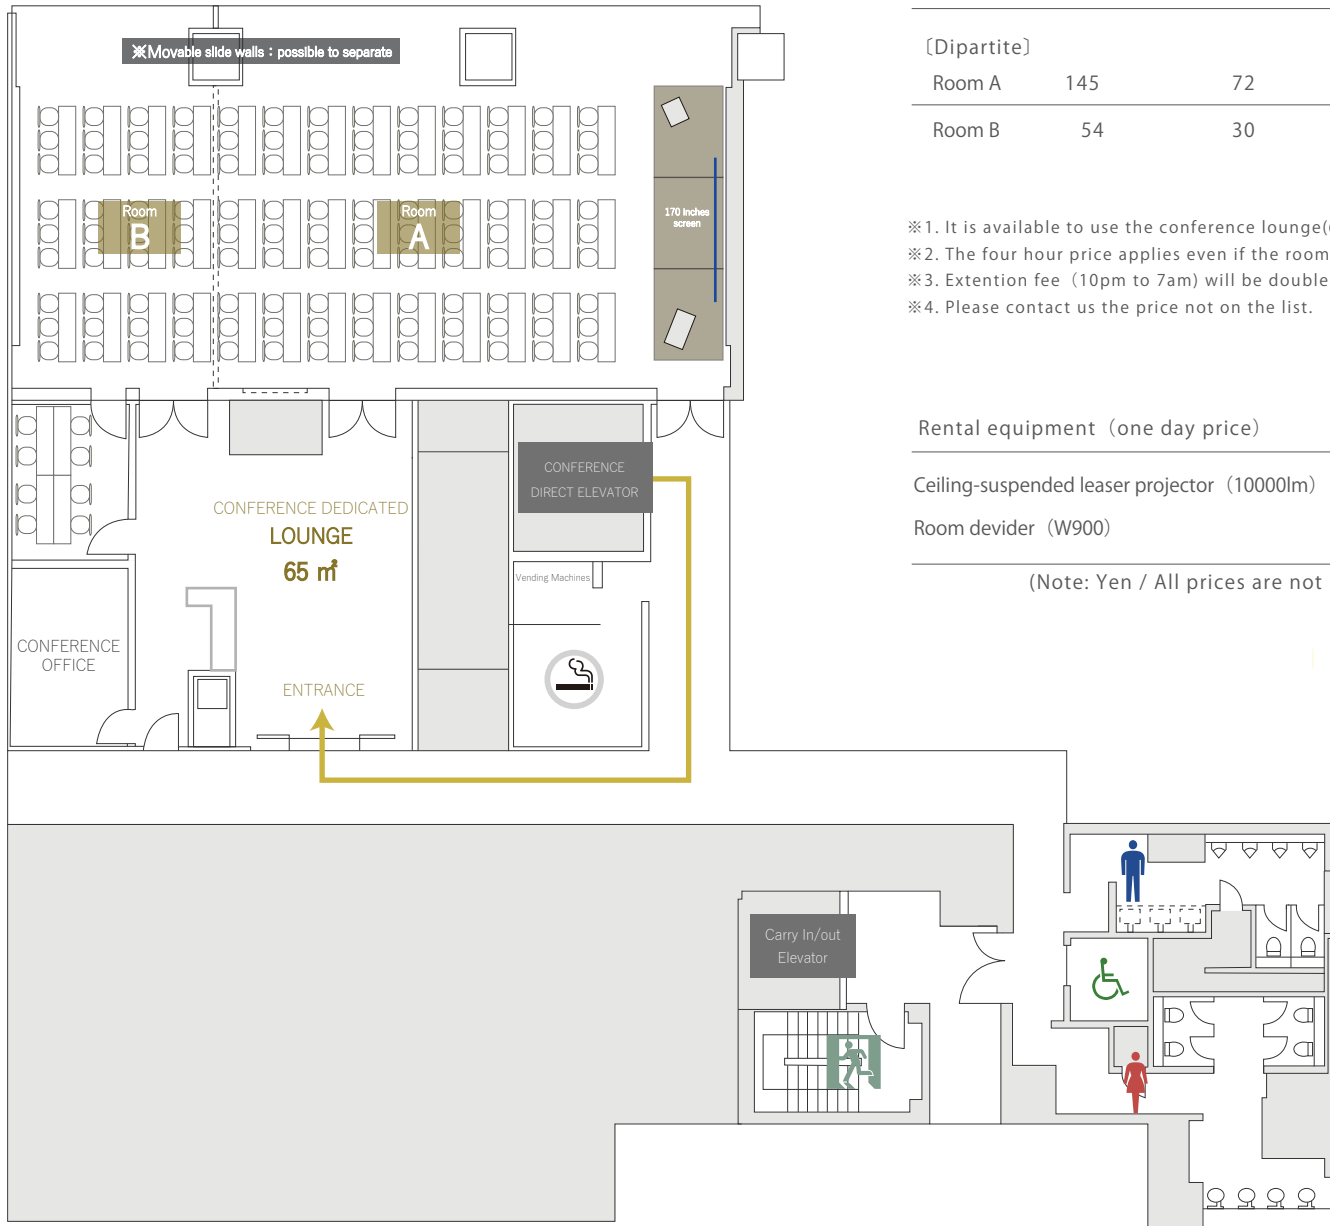 ※Movable slide walls : possible to separate
Room
B
Room
A
170 inches
screen
CONFERENCE
DIRECT ELEVATOR
CONFERENCE DEDICATED
LOUNGE
65 ㎡
Vending Machines
CONFERENCE
OFFICE
ENTRANCE
Carry In/out
Elevator
〔Dipartite〕
Room A 145 72
Room B 54 30
※1. It is available to use the conference lounge(
※2. The four hour price applies even if the room
※3. Extention fee（10pm to 7am) will be double
※4. Please contact us the price not on the list.
Rental equipment（one day price）
Ceiling-suspended leaser projector（10000lm）
Room devider（W900）
(Note: Yen / All prices are not